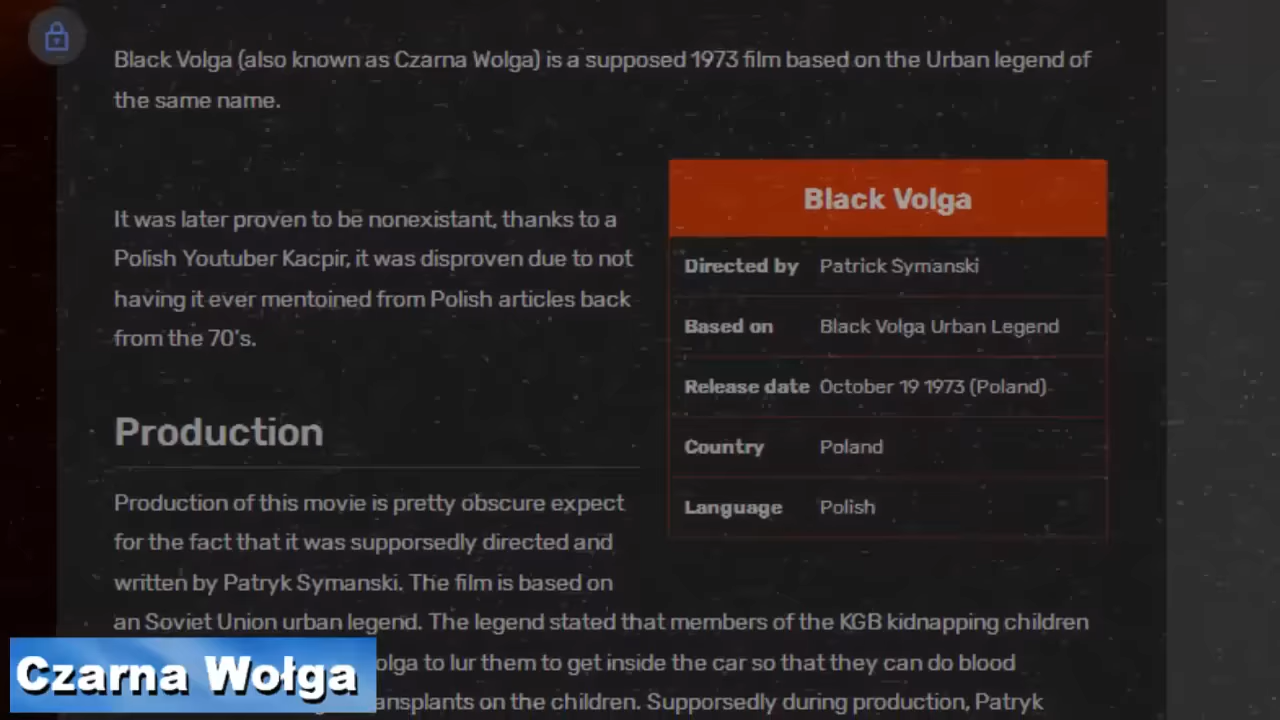 Black Volga (also known as Czarna Wolga) is a supposed 1973 film based on the Urban legend of
the same name.
It was later proven to be nonexistant, thanks to a
Polish Youtuber Kacpir, it was disproven due to not
having it ever mentoined from Polish articles back
from the 70's.
Black Volga
Directed by Patrick Symanski
Based on Black Volga Urban Legend
Release date October 19 1973 (Poland)
Country Poland
Language Polish
Production
Production of this movie is pretty obscure expect
for the fact that it was supporsedly directed and
written by Patryk Symanski. The film is based on
an Soviet Union urban legend. The legend stated that members of the KGB kidnapping children
olga to lur them to get inside the car so that they can do blood
ansplants on the children. Supporsedly during production, Patryk
Czarna Wołga